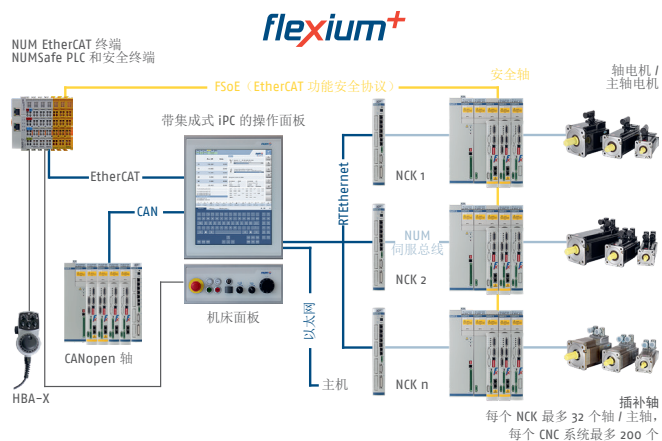 flexium+
NUM EtherCAT 终端
NUMSafe PLC 和安全终端
FSoE（EtherCAT 功能安全协议）
安全轴
轴电机 /
主轴电机
带集成式 iPC 的操作面板
EtherCAT
CAN
RTEthernet
NCK 1
NUM
伺服总线
NCK 2
机床面板
以太网
CANopen 轴
主机
NCK n
HBA-X
插补轴
每个 NCK 最多 32 个轴 / 主轴，
每个 CNC 系统最多 200 个